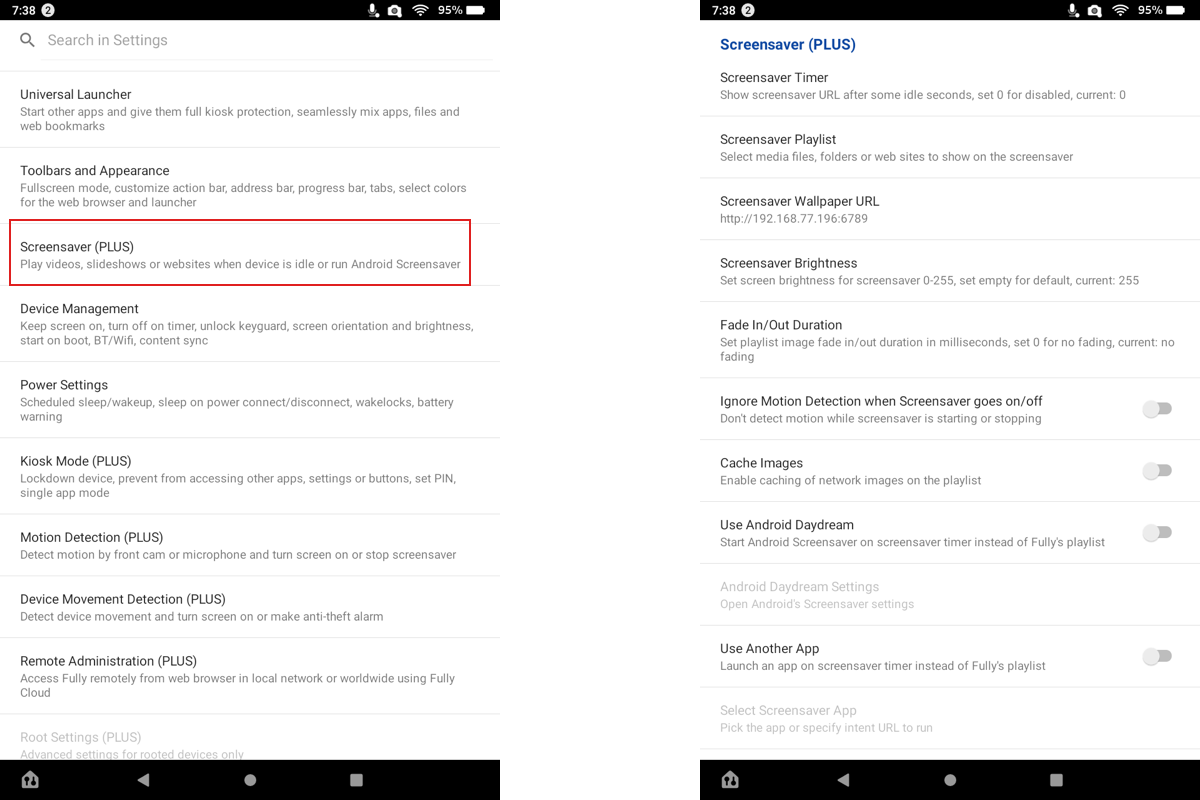 7:38 2 95%
Search in Settings
Universal Launcher
Start other apps and give them full kiosk protection, seamlessly mix apps, files and
web bookmarks
Toolbars and Appearance
Fullscreen mode, customize action bar, address bar, progress bar, tabs, select colors
for the web browser and launcher
Screensaver (PLUS)
Play videos, slideshows or websites when device is idle or run Android Screensaver
Device Management
Keep screen on, turn off on timer, unlock keyguard, screen orientation and brightness,
start on boot, BT/Wifi, content sync
Power Settings
Scheduled sleep/wakeup, sleep on power connect/disconnect, wakelocks, battery
warning
Kiosk Mode (PLUS)
Lockdown device, prevent from accessing other apps, settings or buttons, set PIN,
single app mode
Motion Detection (PLUS)
Detect motion by front cam or microphone and turn screen on or stop screensaver
Device Movement Detection (PLUS)
Detect device movement and turn screen on or make anti-theft alarm
Remote Administration (PLUS)
Access Fully remotely from web browser in local network or worldwide using Fully
Cloud
Root Settings (PLUS)
Advanced settings for rooted devices only
7:38 2 95%
Screensaver (PLUS)
Screensaver Timer
Show screensaver URL after some idle seconds, set 0 for disabled, current: 0
Screensaver Playlist
Select media files, folders or web sites to show on the screensaver
Screensaver Wallpaper URL
http://192.168.77.196:6789
Screensaver Brightness
Set screen brightness for screensaver 0-255, set empty for default, current: 255
Fade In/Out Duration
Set playlist image fade in/out duration in milliseconds, set 0 for no fading, current: no
fading
Ignore Motion Detection when Screensaver goes on/off
Don't detect motion while screensaver is starting or stopping
Cache Images
Enable caching of network images on the playlist
Use Android Daydream
Start Android Screensaver on screensaver timer instead of Fully's playlist
Android Daydream Settings
Open Android's Screensaver settings
Use Another App
Launch an app on screensaver timer instead of Fully's playlist
Select Screensaver App
Pick the app or specify intent URL to run